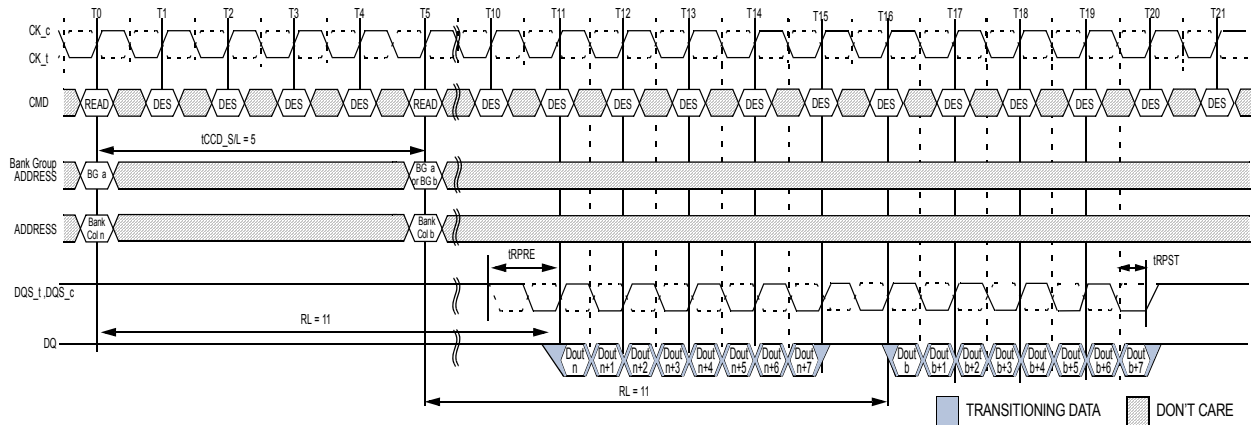 T0 T1 T2 T3 T4 T5 T10 T11 T12 T13 T14 T15 T16 T17 T18 T19 T20 T21
CK_c
CK_t
CMD READ DES DES DES DES READ DES DES DES DES DES DES DES DES DES DES DES DES
tCCD_S/L = 5
Bank Group
ADDRESS
BG a
BG a
or BG b
ADDRESS
Bank
Col n
Bank
Col b
tRPRE
tRPST
DQS_t ,DQS_c
RL = 11
DQ
Dout
n
Dout
n+1
Dout
n+2
Dout
n+3
Dout
n+4
Dout
n+5
Dout
n+6
Dout
n+7
Dout
b
Dout
b+1
Dout
b+2
Dout
b+3
Dout
b+4
Dout
b+5
Dout
b+6
Dout
b+7
RL = 11
TRANSITIONING DATA
DON'T CARE